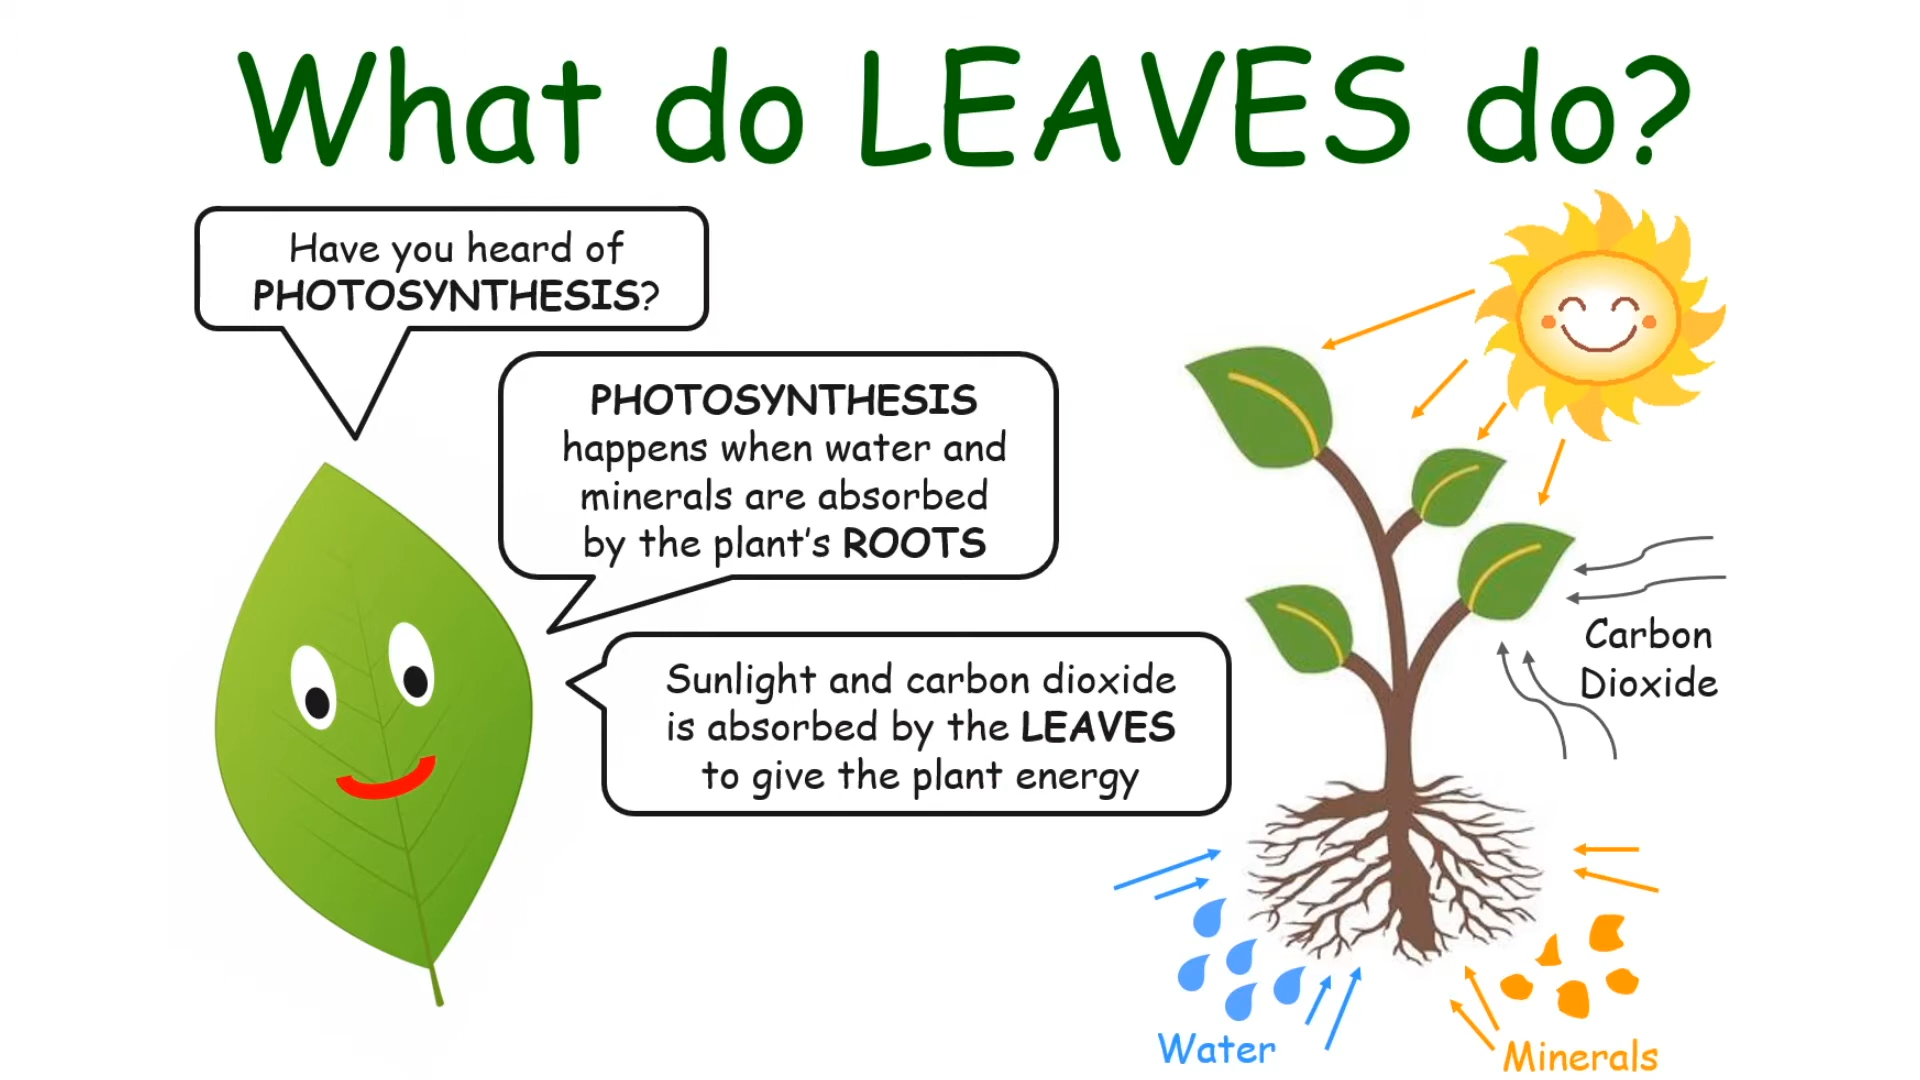 What do LEAVES do?
Have you heard of
PHOTOSYNTHESIS?
PHOTOSYNTHESIS
happens when water and
minerals are absorbed
by the plant's ROOTS
Sunlight and carbon dioxide
is absorbed by the LEAVES
to give the plant energy
Carbon
Dioxide
Water
Minerals